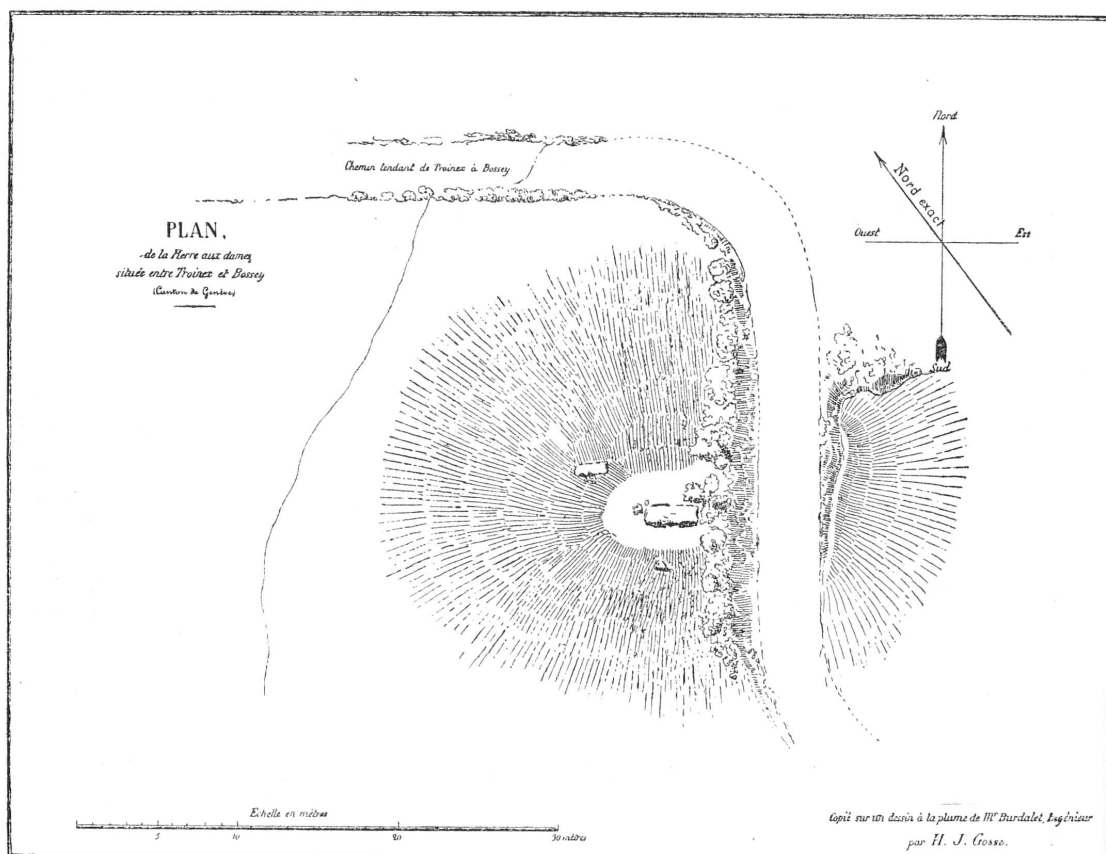 Nord
Nord exact
Ouest
Est
Sud
Chemin tendant de Troinex à Bossey
PLAN,
de la Pierre aux dames
située entre Troinex et Bossey
(Canton de Genève)
Echelle en mètres
5 10 20 30 mètres
Copié sur un dessin à la plume de Mr Burdalet, Ingénieur
par H. J. Gosse.